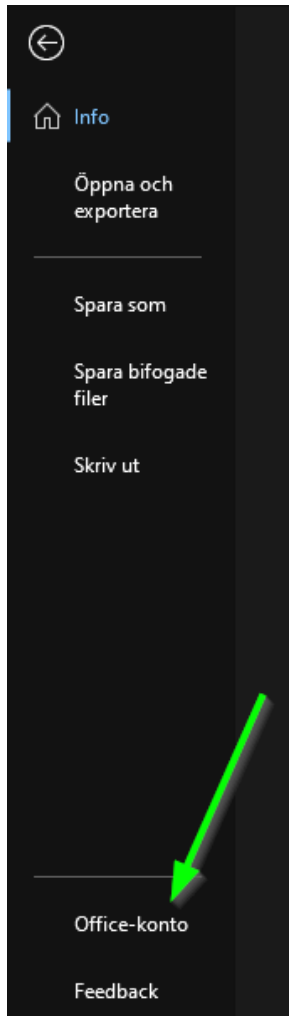 Info
Öppna och
exportera
Spara som
Spara bifogade
filer
Skriv ut
Office-konto
Feedback